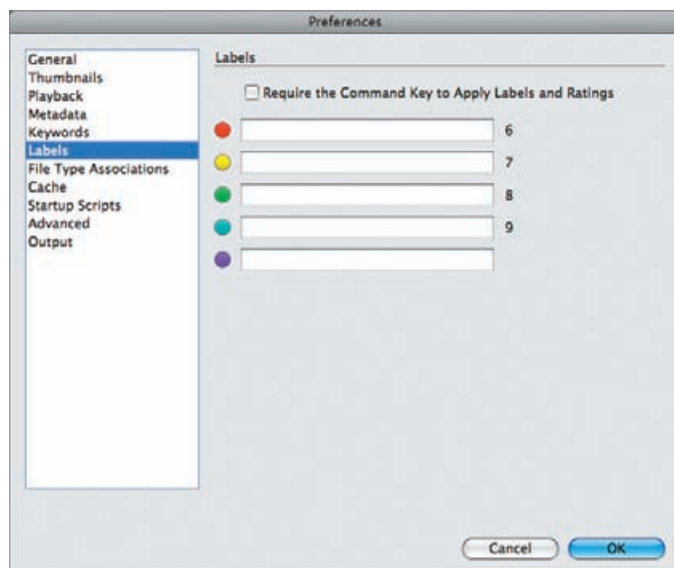 Preferences
General
Thumbnails
Playback
Metadata
Keywords
Labels
File Type Associations
Cache
Startup Scripts
Advanced
Output
Labels
Require the Command Key to Apply Labels and Ratings
6
7
8
9
Cancel
OK